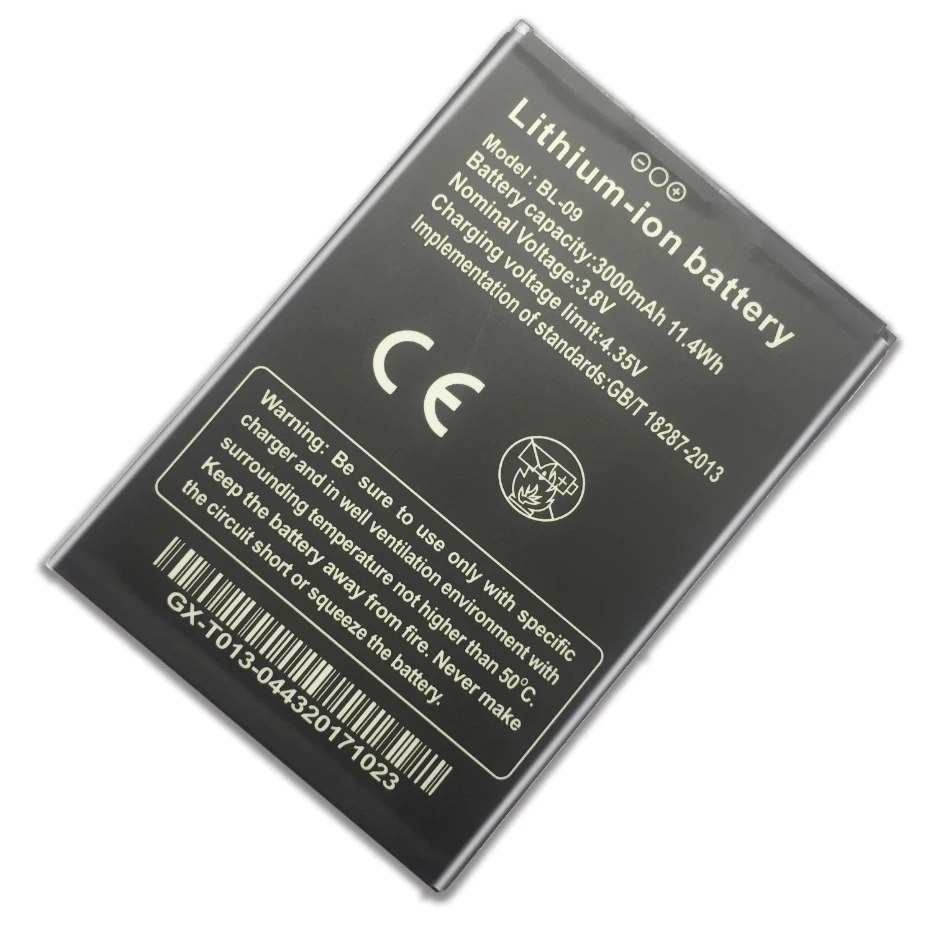 Lithium-ion battery
Model : BL-09
Battery capacity:3000mAh 11.4Wh
Nominal Voltage:3.8V
Charging voltage limit:4.35V
Implementation of standards:GB/T 18287-2013
CE
Warning: Be sure to use only with specific
charger and in well ventilation environment with
surrounding temperature not higher than 50°C.
Keep the battery away from fire. Never make
the circuit short or squeeze the battery.
GX-T013-044320171023